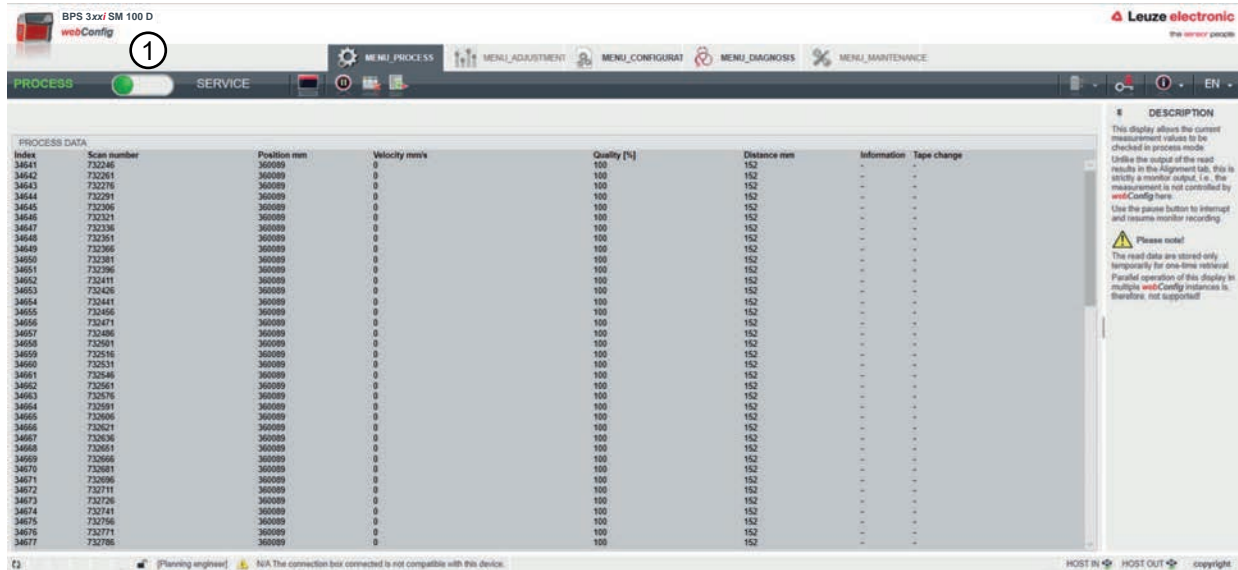 BPS 3xxi SM 100 D
webConfig
Leuze electronic
the sensor people
1
MENU_PROCESS MENU_ADJUSTMENT MENU_CONFIGURAT MENU_DIAGNOSIS MENU_MAINTENANCE
PROCESS SERVICE EN
PROCESS DATA
Index Scan number Position mm Velocity mm/s Quality [%] Distance mm Information Tape change
34641 732246 360089 0 100 152 - -
34642 732261 360089 0 100 152 - -
34643 732276 360089 0 100 152 - -
34644 732291 360089 0 100 152 - -
34645 732306 360089 0 100 152 - -
34646 732321 360089 0 100 152 - -
34647 732336 360089 0 100 152 - -
34648 732351 360089 0 100 152 - -
34649 732366 360089 0 100 152 - -
34650 732381 360089 0 100 152 - -
34651 732396 360089 0 100 152 - -
34652 732411 360089 0 100 152 - -
34653 732426 360089 0 100 152 - -
34654 732441 360089 0 100 152 - -
34655 732456 360089 0 100 152 - -
34656 732471 360089 0 100 152 - -
34657 732486 360089 0 100 152 - -
34658 732501 360089 0 100 152 - -
34659 732516 360089 0 100 152 - -
34660 732531 360089 0 100 152 - -
34661 732546 360089 0 100 152 - -
34662 732561 360089 0 100 152 - -
34663 732576 360089 0 100 152 - -
34664 732591 360089 0 100 152 - -
34665 732606 360089 0 100 152 - -
34666 732621 360089 0 100 152 - -
34667 732636 360089 0 100 152 - -
34668 732651 360089 0 100 152 - -
34669 732666 360089 0 100 152 - -
34670 732681 360089 0 100 152 - -
34671 732696 360089 0 100 152 - -
34672 732711 360089 0 100 152 - -
34673 732726 360089 0 100 152 - -
34674 732741 360089 0 100 152 - -
34675 732756 360089 0 100 152 - -
34676 732771 360089 0 100 152 - -
34677 732786 360089 0 100 152 - -
DESCRIPTION
This display allows the current
measurement values to be
checked in process mode.
Unlike the output of the read
results in the Alignment tab, this is
strictly a monitor output, i.e., the
measurement is not controlled by
webConfig here.
Use the pause button to interrupt
and resume monitor recording.
Please note!
The read data are stored only
temporarily for one-time retrieval.
Parallel operation of this display in
multiple webConfig instances is,
therefore, not supported!
[Planning engineer] N/A The connection box connected is not compatible with this device. HOST IN HOST OUT copyright